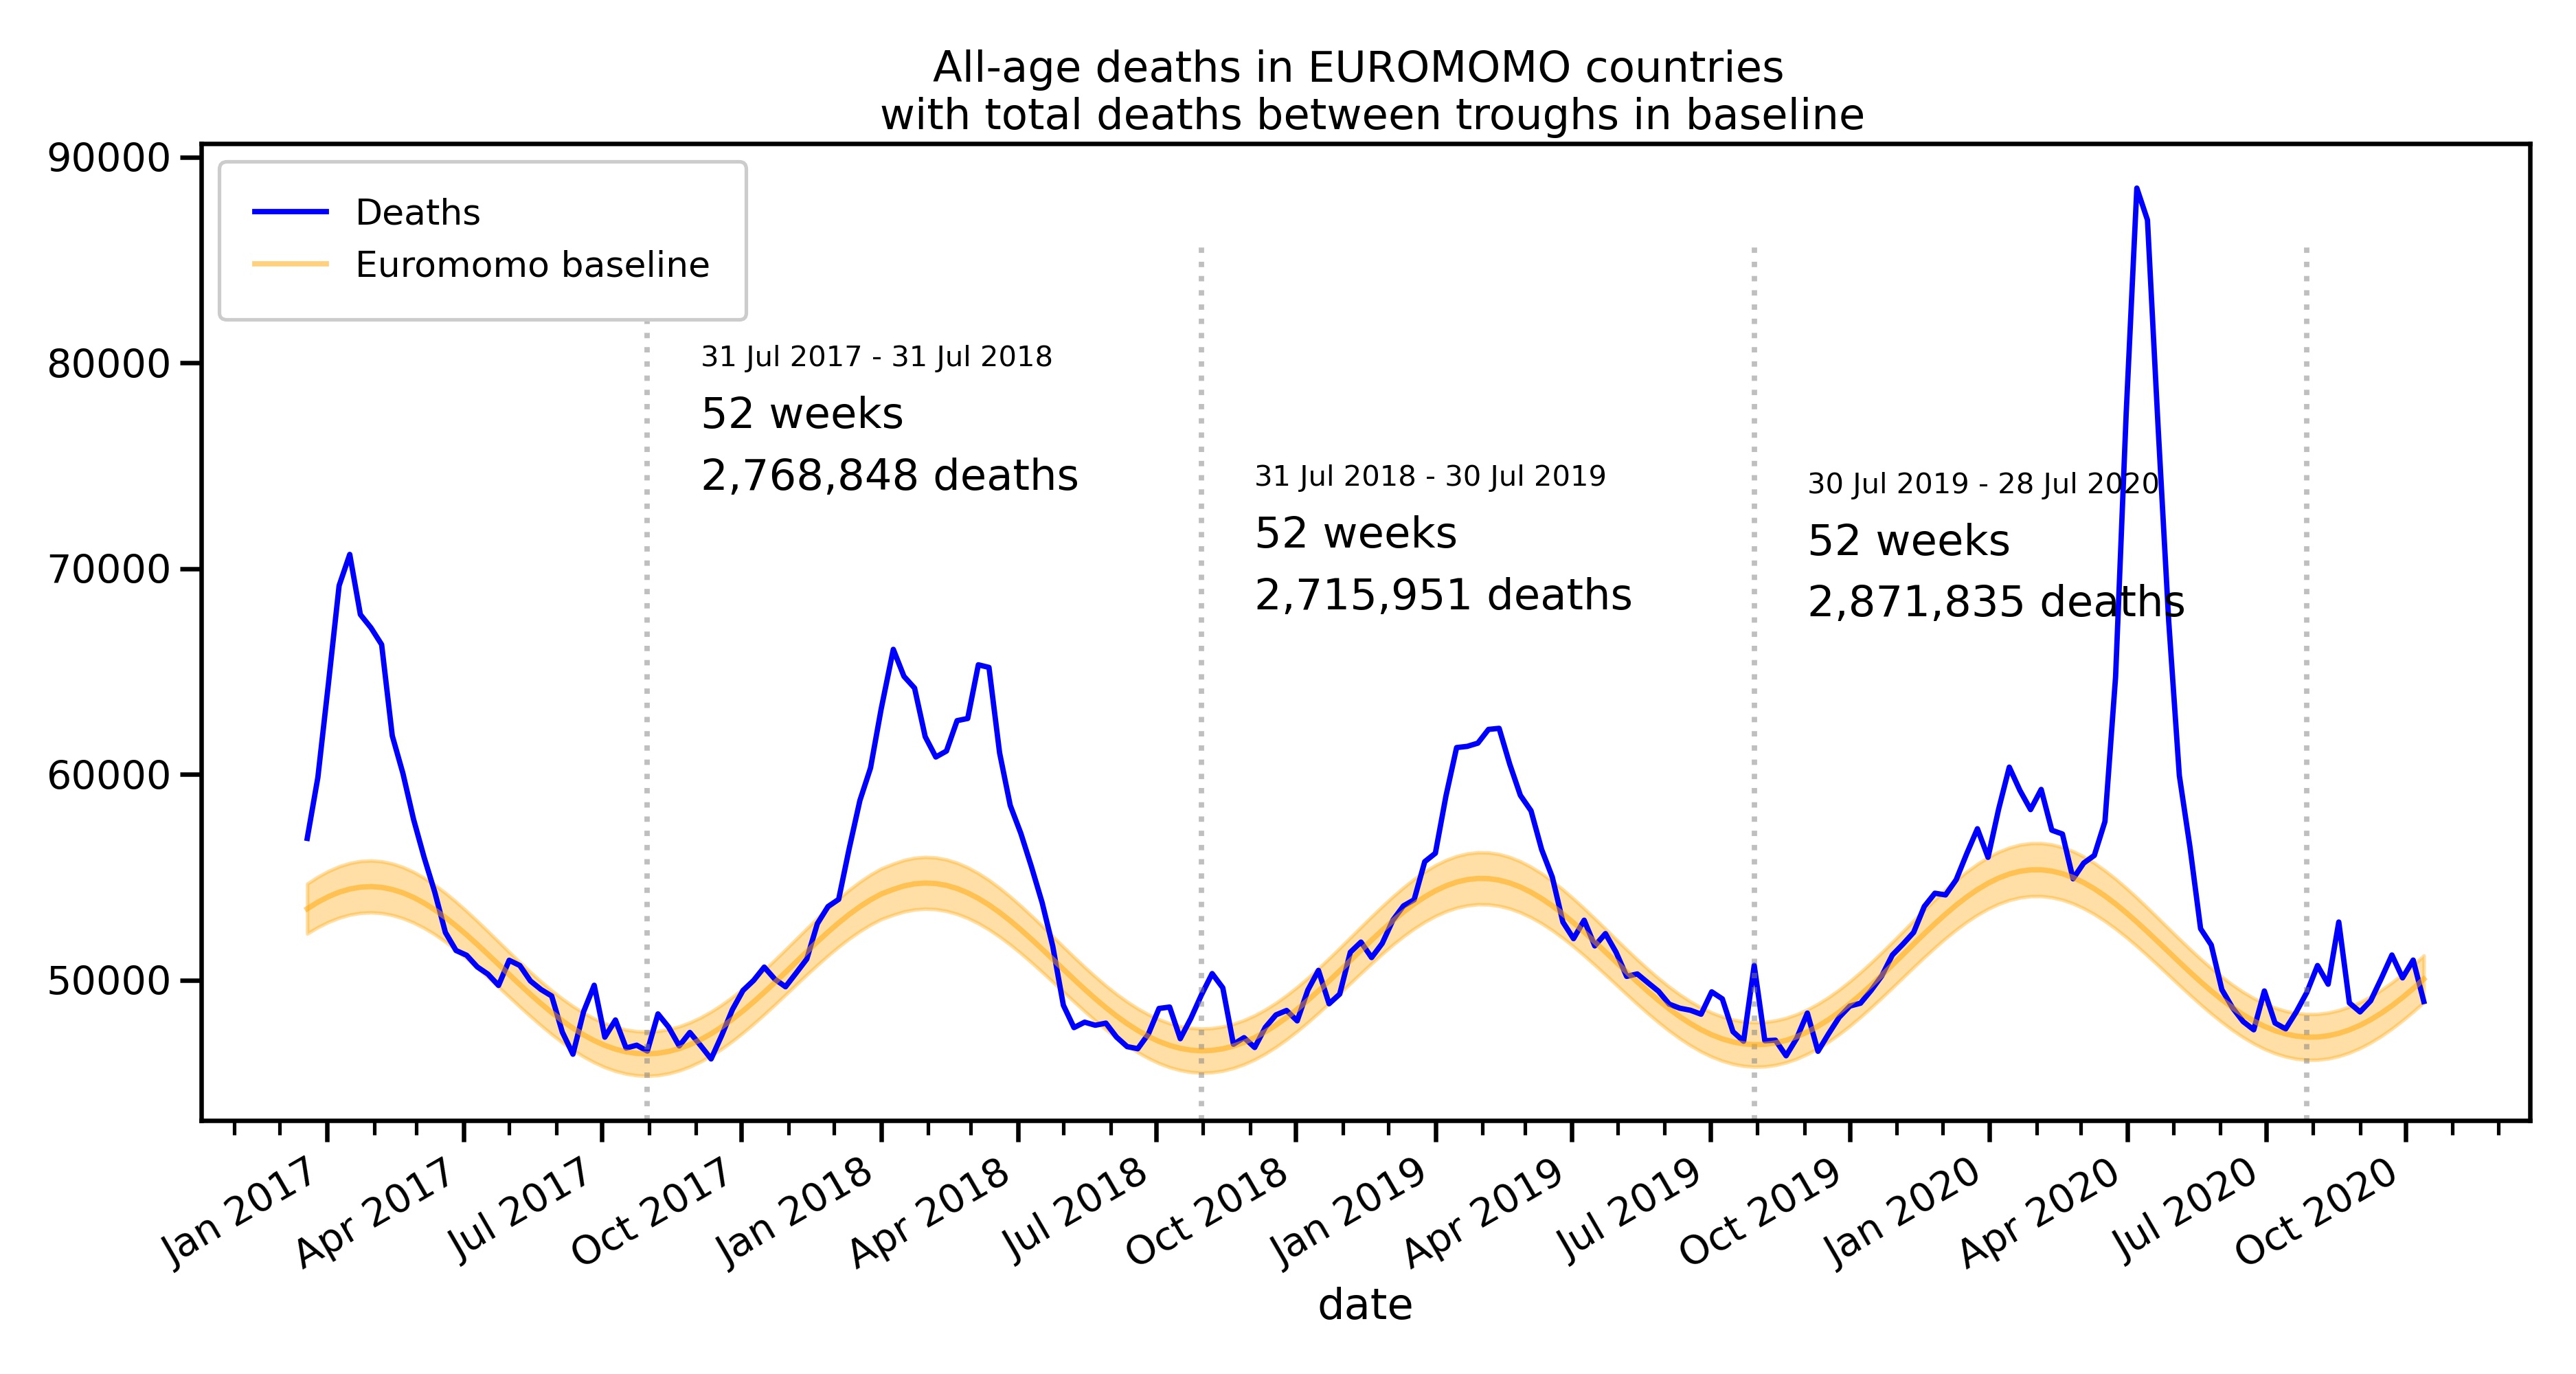 All-age deaths in EUROMOMO countries
with total deaths between troughs in baseline
90000
80000
70000
60000
50000
Deaths
Euromomo baseline
31 Jul 2017 - 31 Jul 2018
52 weeks
2,768,848 deaths
31 Jul 2018 - 30 Jul 2019
52 weeks
2,715,951 deaths
30 Jul 2019 - 28 Jul 2020
52 weeks
2,871,835 deaths
Jan 2017
Apr 2017
Jul 2017
Oct 2017
Jan 2018
Apr 2018
Jul 2018
Oct 2018
Jan 2019
Apr 2019
Jul 2019
Oct 2019
Jan 2020
Apr 2020
Jul 2020
Oct 2020
date